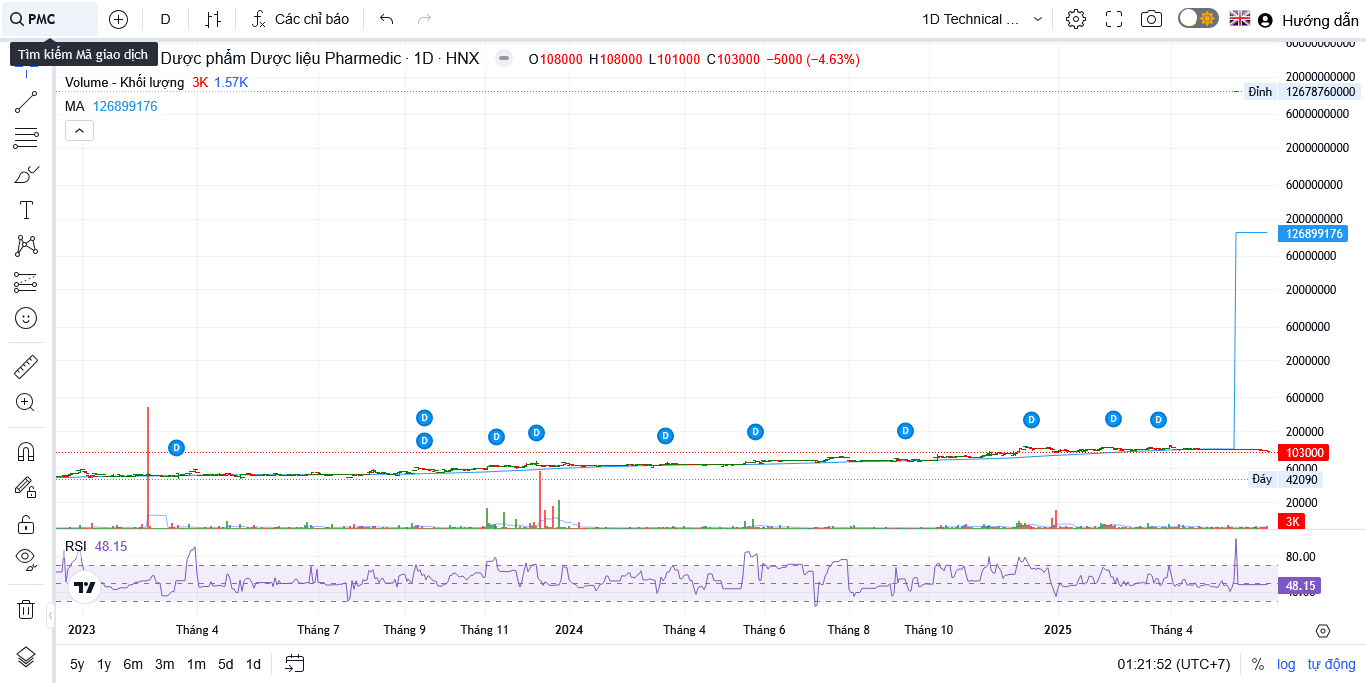 PMC
D
Các chỉ báo
1D Technical ...
Hướng dẫn
Tìm kiếm Mã giao dịch
Dược phẩm Dược liệu Pharmedic · 1D · HNX
O108000 H108000 L101000 C103000 −5000 (−4.63%)
Volume - Khối lượng 3K 1.57K
MA 126899176
60000000000
20000000000
Đỉnh 12678760000
6000000000
2000000000
600000000
200000000
126899176
60000000
20000000
6000000
2000000
600000
200000
103000
60000
Đáy 42090
20000
3K
D
D
D
D
D
D
D
D
D
D
D
RSI 48.15
80.00
48.15
40.00
2023 Tháng 4 Tháng 7 Tháng 9 Tháng 11 2024 Tháng 4 Tháng 6 Tháng 8 Tháng 10 2025 Tháng 4
5y 1y 6m 3m 1m 5d 1d
01:21:52 (UTC+7) % log tự động